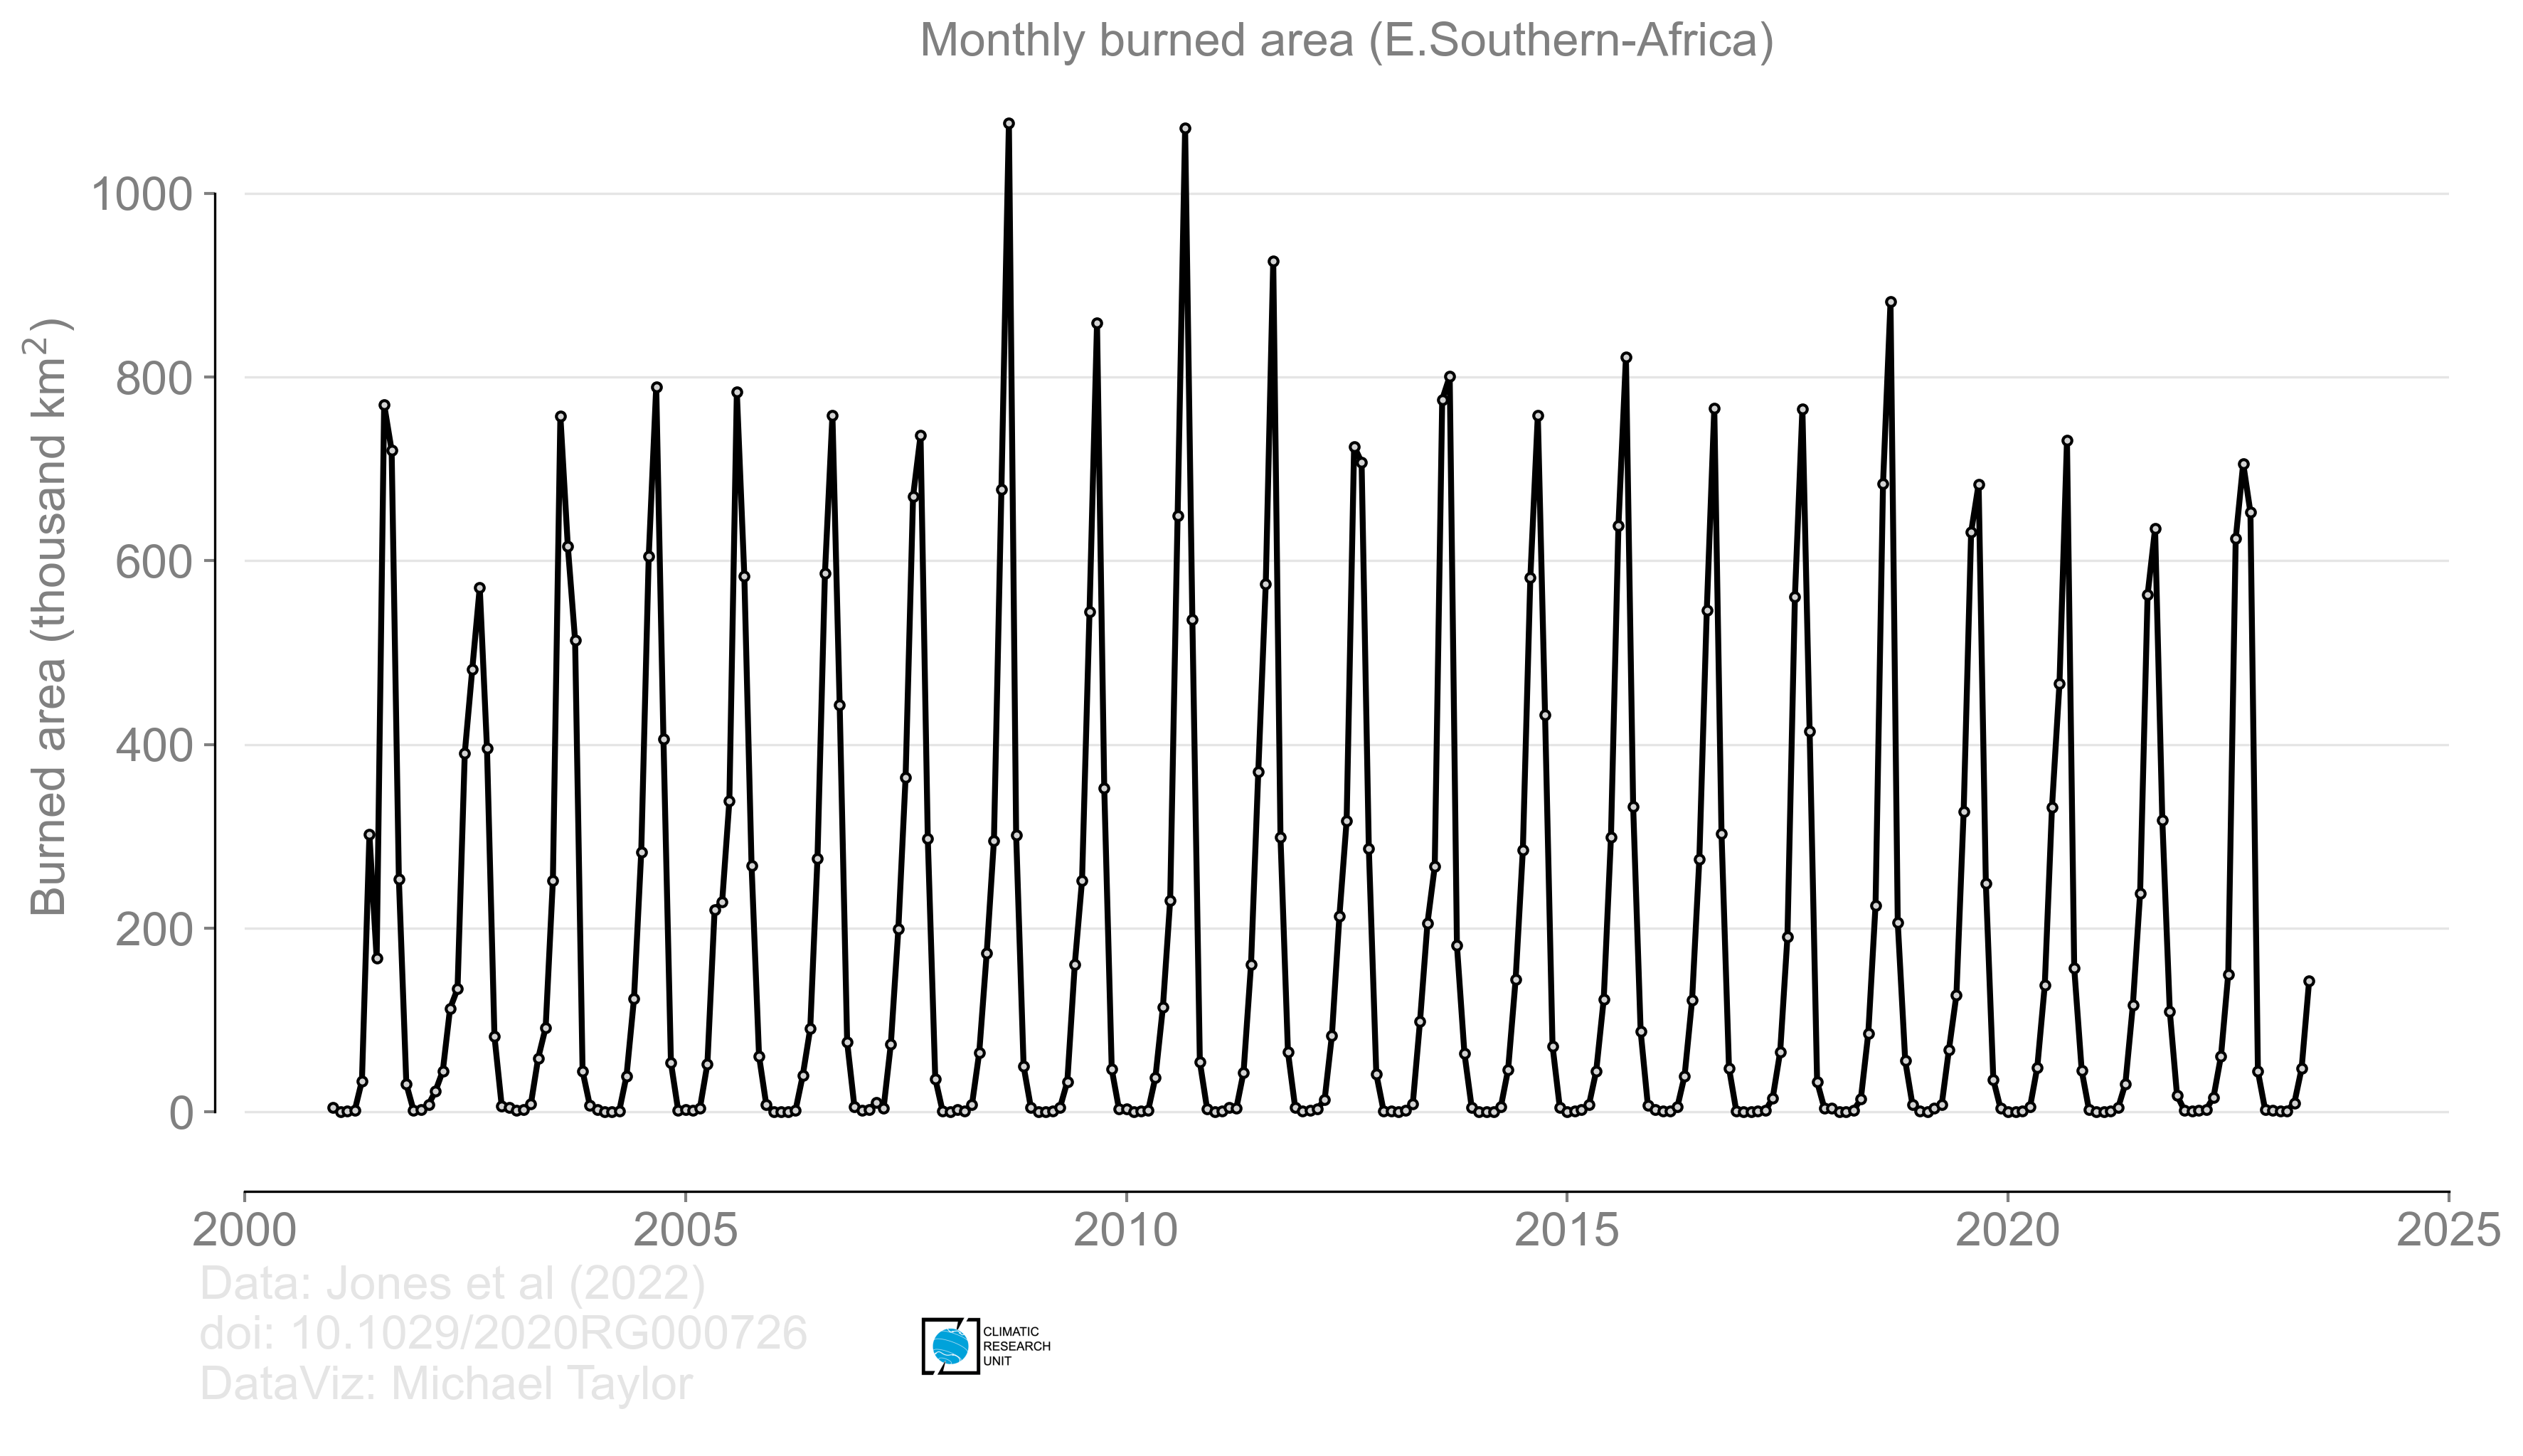 Monthly burned area (E.Southern-Africa)
Burned area (thousand km²)
1000
800
600
400
200
0
2000 2005 2010 2015 2020 2025
Data: Jones et al (2022)
doi: 10.1029/2020RG000726
DataViz: Michael Taylor
CLIMATIC
RESEARCH
UNIT